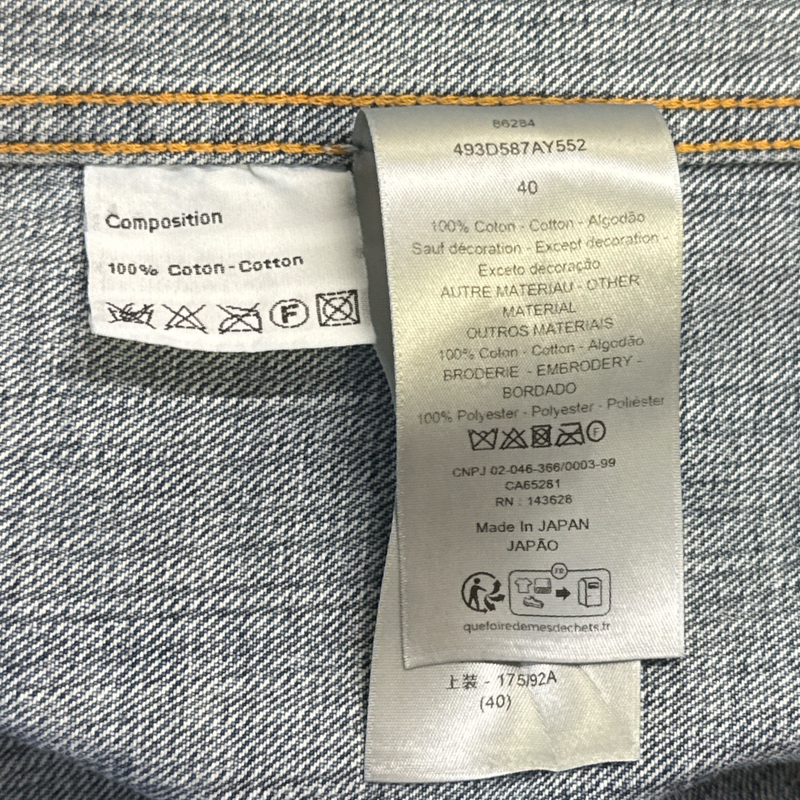 Composition
100% Coton - Cotton
F
86284
493D587AY552
40
100% Coton - Cotton - Algodão
Sauf décoration - Except decoration -
Exceto decoração
AUTRE MATERIAU - OTHER
MATERIAL
OUTROS MATERIAIS
100% Coton - Cotton - Algodão
BRODERIE - EMBRODERY -
BORDADO
100% Polyester - Polyester - Poliéster
F
CNPJ 02-046-366/0003-99
CA65281
RN : 143628
Made In JAPAN
JAPÃO
FR
quefairedemesdechets.fr
上装 - 175/92A
(40)